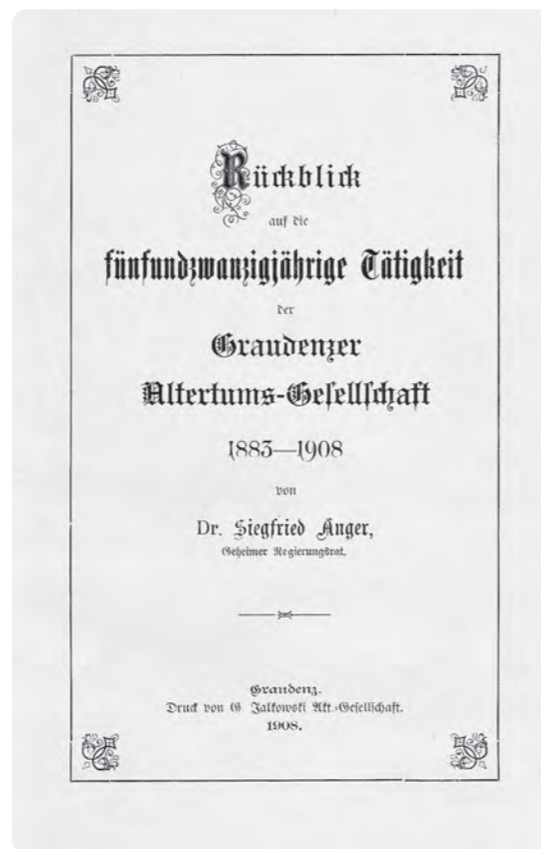 Rückblick
auf die
fünfundzwanzigjährige Tätigkeit
der
Graudenzer
Altertums-Gesellschaft
1883—1908
von
Dr. Siegfried Anger,
Geheimer Regierungsrat.
Graudenz.
Druck von G. Jalkowski Akt.-Gesellschaft.
1908.